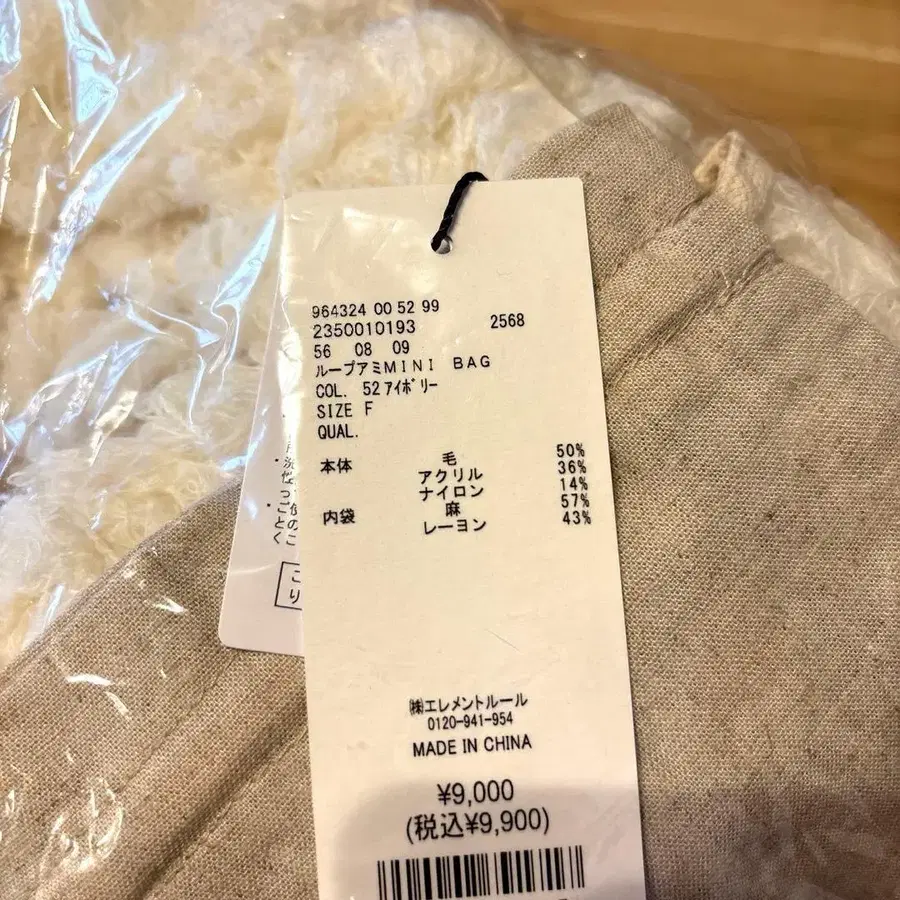 964324 00 52 99
2350010193 2568
56 08 09
ループアミMINI BAG
COL. 52 ｱｲﾎﾞﾘｰ
SIZE F
QUAL.
本体 毛 50%
アクリル 36%
ナイロン 14%
内袋 麻 57%
レーヨン 43%
㈱エレメントルール
0120-941-954
MADE IN CHINA
¥9,000
(税込¥9,900)